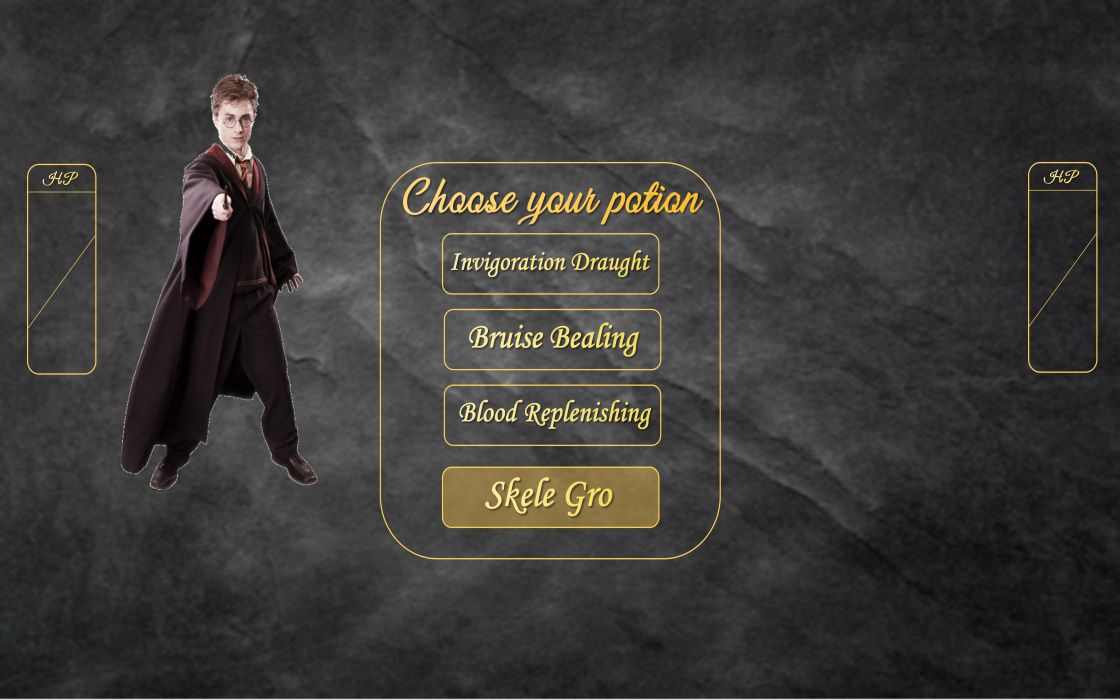 HP
HP
Choose your potion
Invigoration Draught
Bruise Bealing
Blood Replenishing
Skele Gro